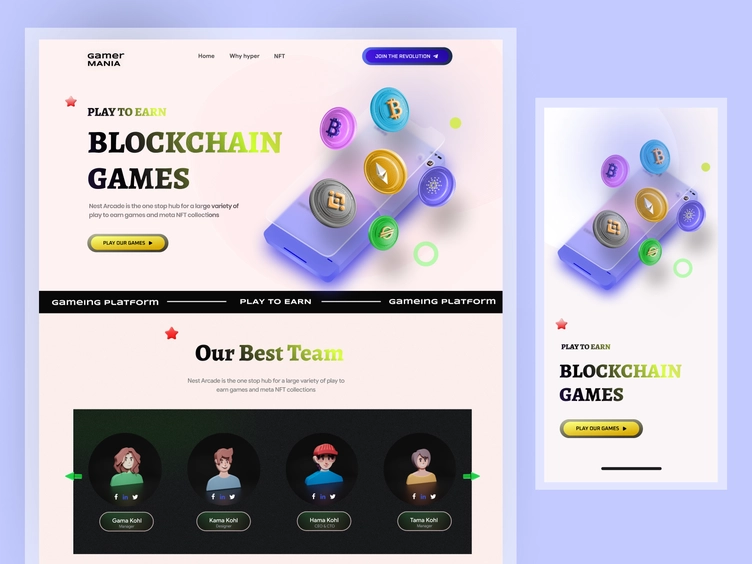 Gamer
MANIA
Home
Why hyper
NFT
JOIN THE REVOLUTION
PLAY TO EARN
BLOCKCHAIN
GAMES
Nest Arcade is the one stop hub for a large variety of
play to earn games and meta NFT collections
PLAY OUR GAMES
GameIng PLATFORM
PLAY TO EARN
GameIng PLATFORM
Our Best Team
Nest Arcade is the one stop hub for a large variety of play to
earn games and meta NFT collections
Gama Kohl
Manager
Kama Kohl
Designer
Hama Kohl
CEO & CFO
Tama Kohl
Manager
PLAY TO EARN
BLOCKCHAIN
GAMES
PLAY OUR GAMES